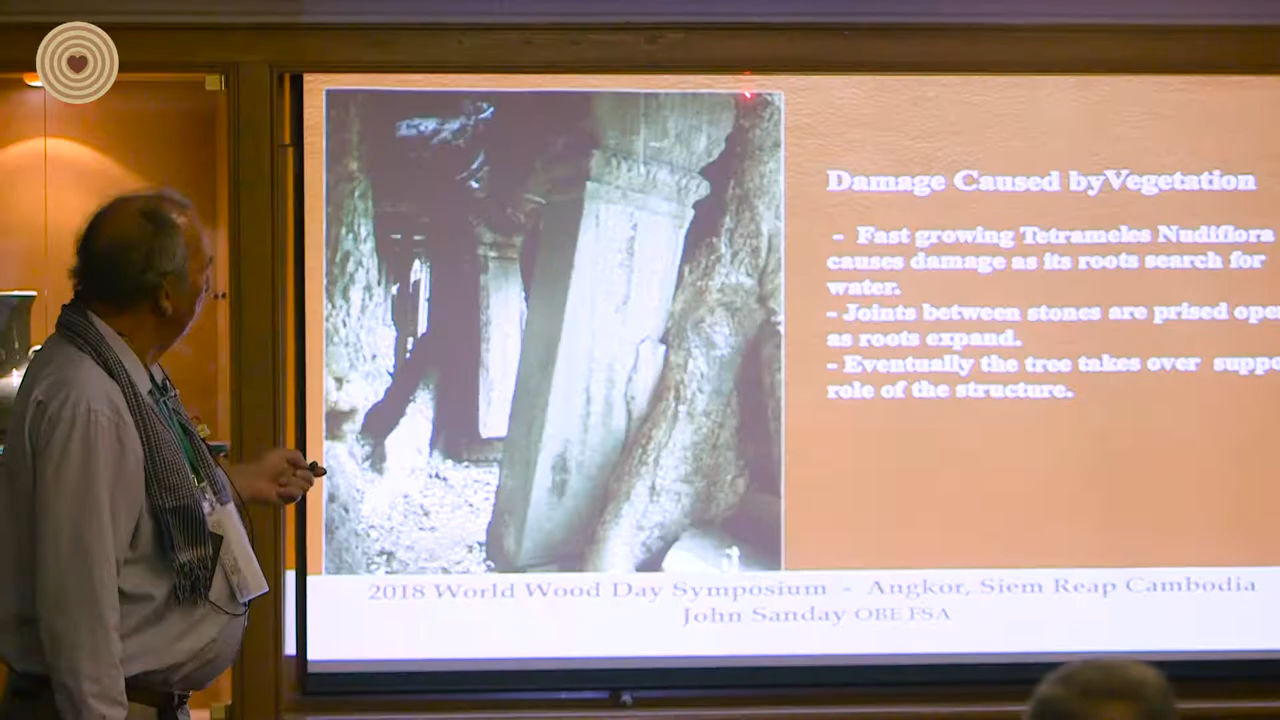 Damage Caused byVegetation
- Fast growing Tetrameles Nudiflora
causes damage as its roots search for
water.
- Joints between stones are prised
as roots expand.
- Eventually the tree takes over
role of the structure.
2018 World Wood Day Symposium - Angkor, Siem Reap Cambodia
John Sanday OBE FSA